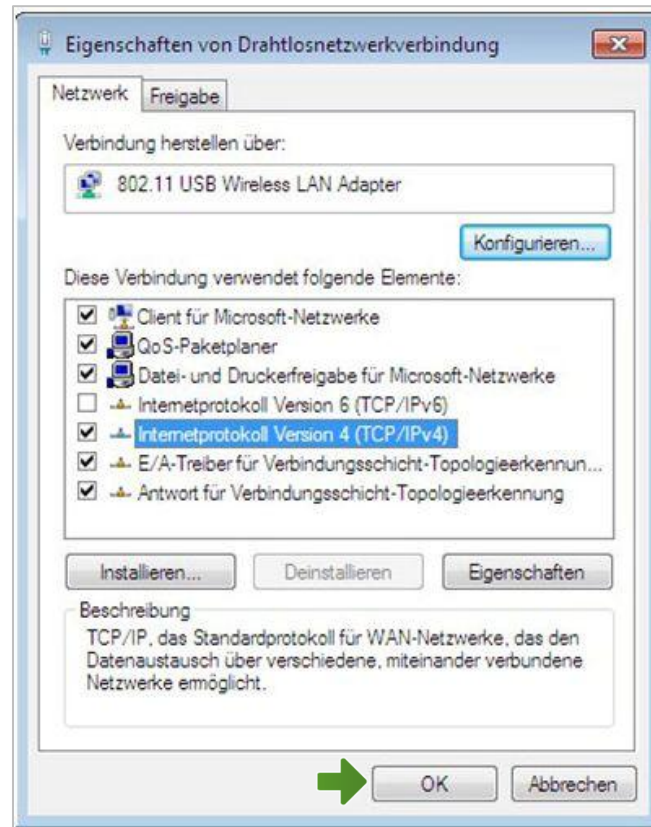 Eigenschaften von Drahtlosnetzwerkverbindung
Netzwerk Freigabe
Verbindung herstellen über:
802.11 USB Wireless LAN Adapter
Konfigurieren...
Diese Verbindung verwendet folgende Elemente:
Client für Microsoft-Netzwerke
QoS-Paketplaner
Datei- und Druckerfreigabe für Microsoft-Netzwerke
Internetprotokoll Version 6 (TCP/IPv6)
Internetprotokoll Version 4 (TCP/IPv4)
E/A-Treiber für Verbindungsschicht-Topologieerkennun...
Antwort für Verbindungsschicht-Topologieerkennung
Installieren... Deinstallieren Eigenschaften
Beschreibung
TCP/IP, das Standardprotokoll für WAN-Netzwerke, das den
Datenaustausch über verschiedene, miteinander verbundene
Netzwerke ermöglicht.
OK Abbrechen